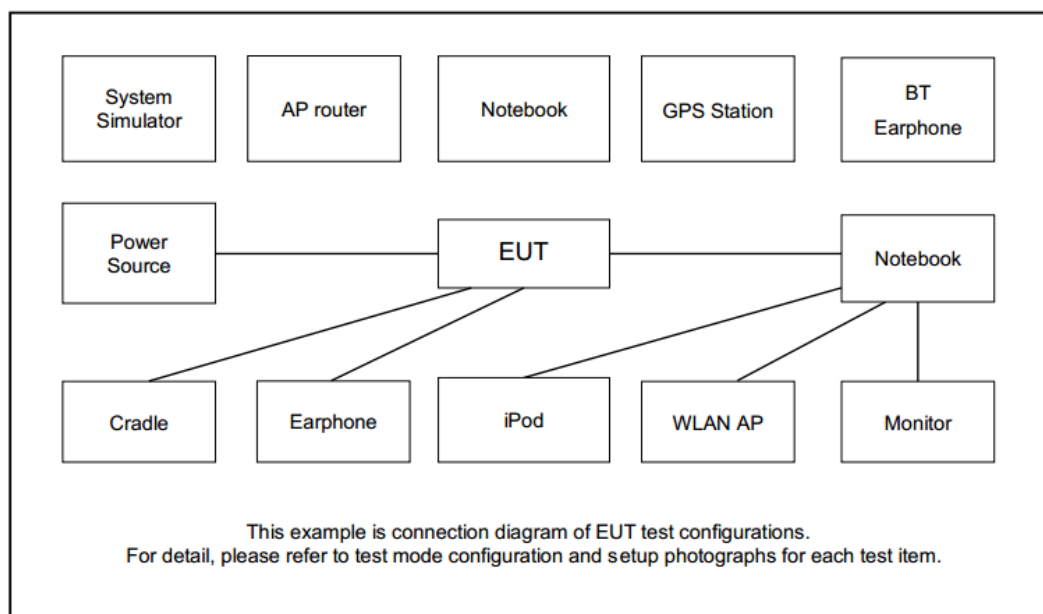 System
Simulator
AP router
Notebook
GPS Station
BT
Earphone
Power
Source
EUT
Notebook
Cradle
Earphone
iPod
WLAN AP
Monitor
This example is connection diagram of EUT test configurations.
For detail, please refer to test mode configuration and setup photographs for each test item.